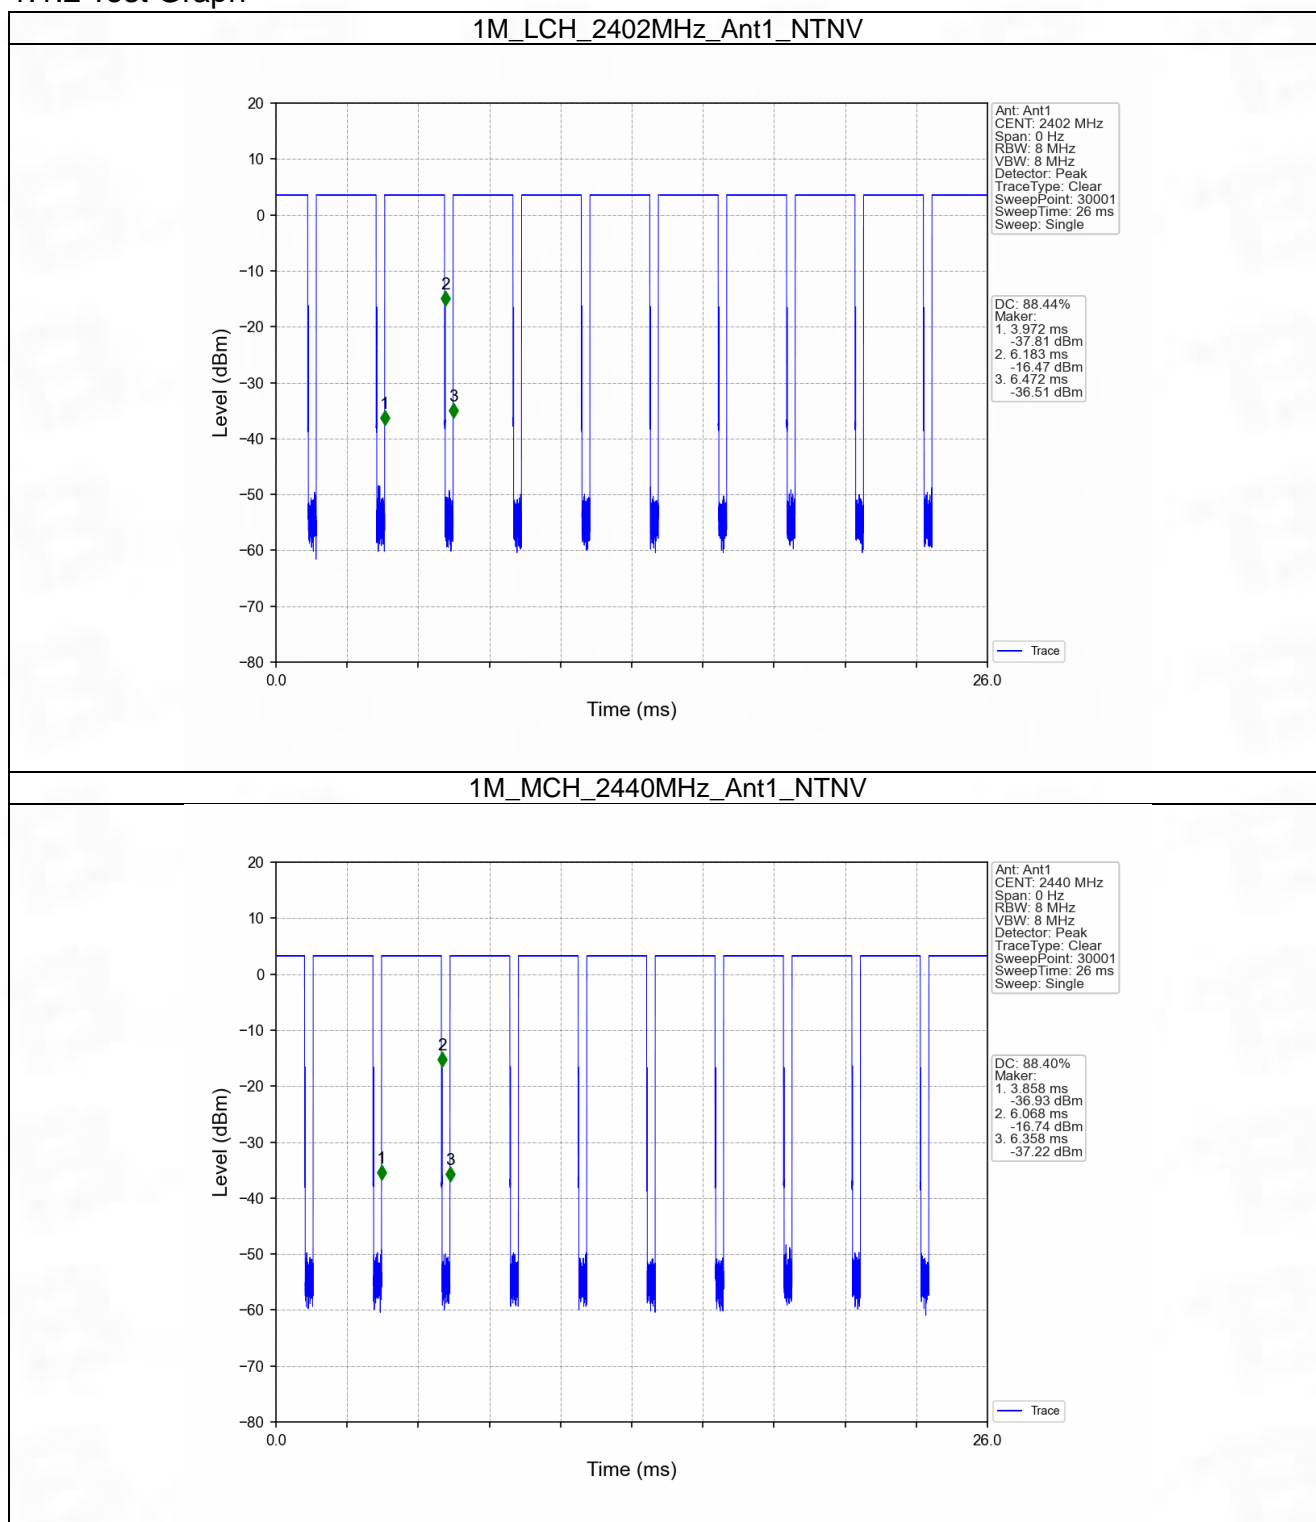 4.1.2 Test Graph
1M_LCH_2402MHz_Ant1_NTNV
20
10
0
−10
−20
−30
−40
−50
−60
−70
−80
Level (dBm)
0.0
26.0
Time (ms)
1
2
3
Ant: Ant1
CENT: 2402 MHz
Span: 0 Hz
RBW: 8 MHz
VBW: 8 MHz
Detector: Peak
TraceType: Clear
SweepPoint: 30001
SweepTime: 26 ms
Sweep: Single
DC: 88.44%
Maker:
1. 3.972 ms
-37.81 dBm
2. 6.183 ms
-16.47 dBm
3. 6.472 ms
-36.51 dBm
Trace
1M_MCH_2440MHz_Ant1_NTNV
20
10
0
−10
−20
−30
−40
−50
−60
−70
−80
Level (dBm)
0.0
26.0
Time (ms)
1
2
3
Ant: Ant1
CENT: 2440 MHz
Span: 0 Hz
RBW: 8 MHz
VBW: 8 MHz
Detector: Peak
TraceType: Clear
SweepPoint: 30001
SweepTime: 26 ms
Sweep: Single
DC: 88.40%
Maker:
1. 3.858 ms
-36.93 dBm
2. 6.068 ms
-16.74 dBm
3. 6.358 ms
-37.22 dBm
Trace